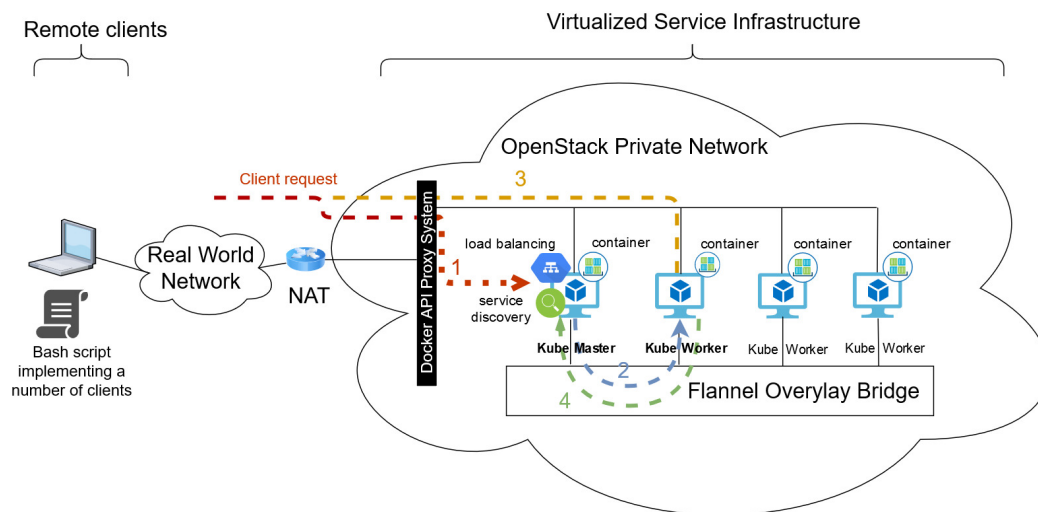 Remote clients
Virtualized Service Infrastructure
OpenStack Private Network
Client request
3
Docker API Proxy System
load balancing
container
container
container
container
Real World
Network
NAT
1
service
discovery
Bash script
implementing a
number of clients
Kube Master
Kube Worker
Kube Worker
Kube Worker
2
4
Flannel Overylay Bridge